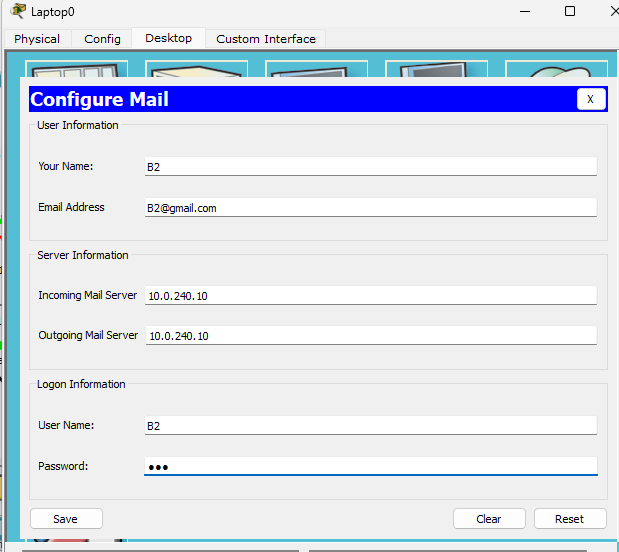 Laptop0
Physical Config Desktop Custom Interface
Configure Mail X
User Information
Your Name: B2
Email Address B2@gmail.com
Server Information
Incoming Mail Server 10.0.240.10
Outgoing Mail Server 10.0.240.10
Logon Information
User Name: B2
Password: •••
Save Clear Reset